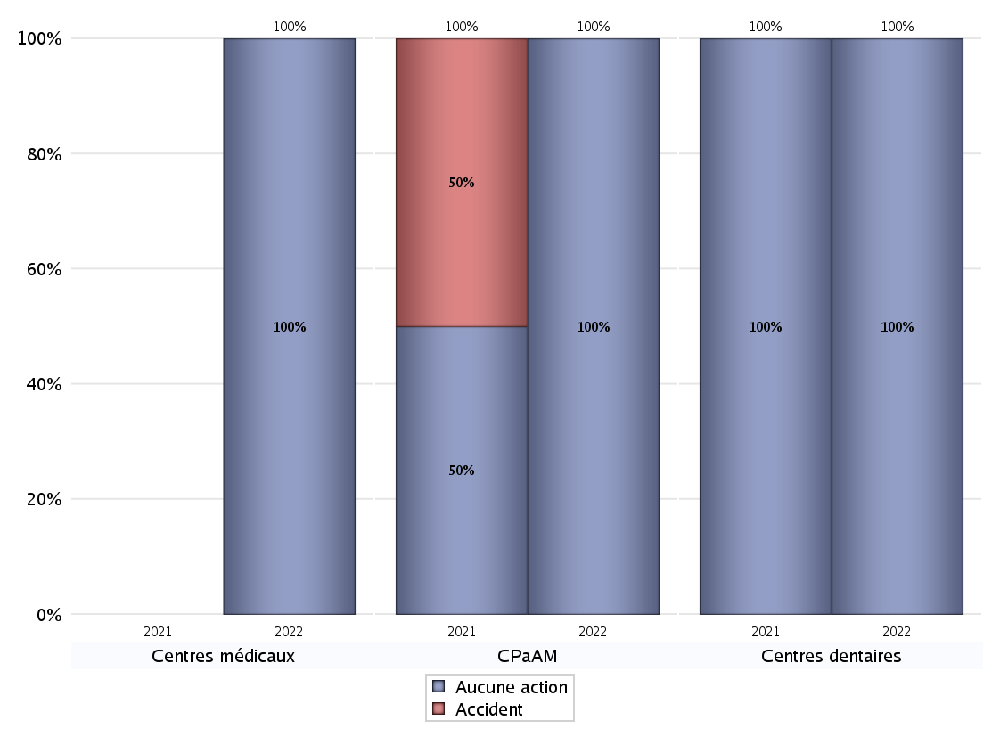 100% 100% 100% 100% 100%
100%
80%
50%
60%
100% 100% 100% 100%
40%
50%
20%
0%
2021 2022 2021 2022 2021 2022
Centres médicaux CPaAM Centres dentaires
Aucune action
Accident